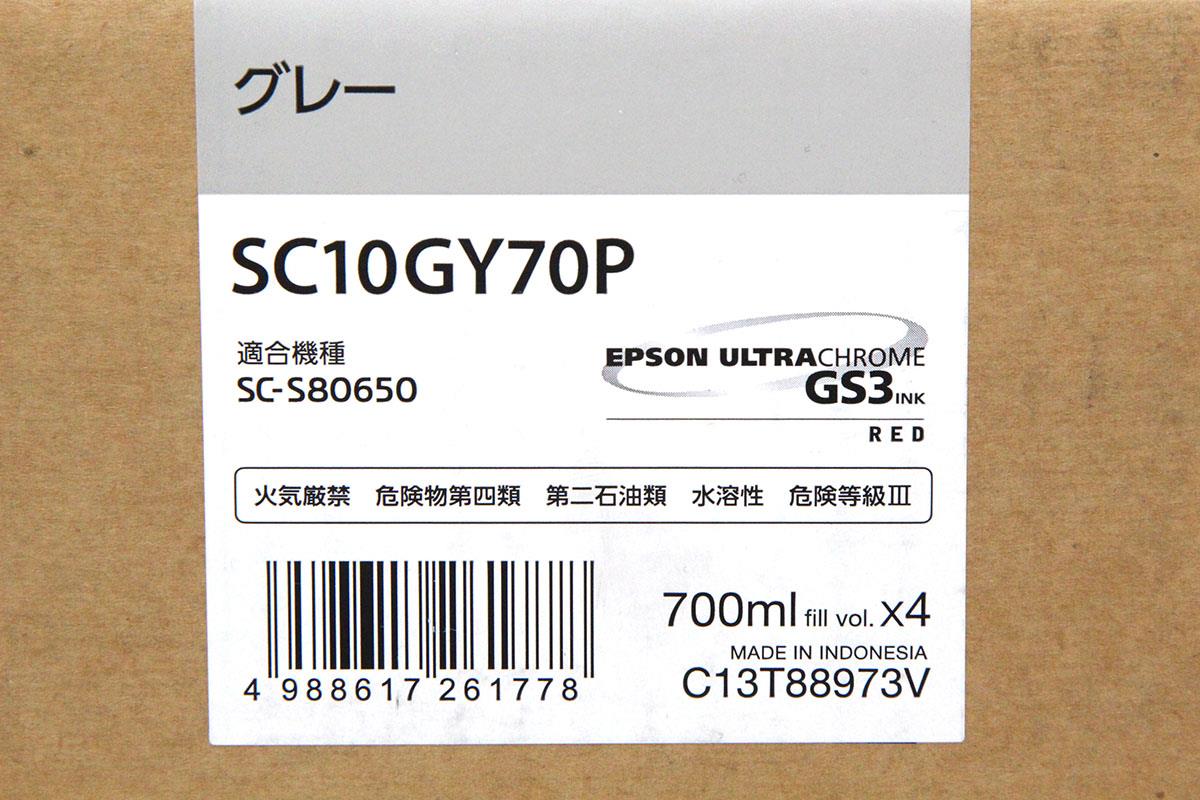 グレー
SC10GY70P
適合機種
SC-S80650
EPSON ULTRACHROME
GS3 INK
RED
火気厳禁 危険物第四類 第二石油類 水溶性 危険等級Ⅲ
700ml fill vol. X4
MADE IN INDONESIA
C13T88973V
4 988617 261778